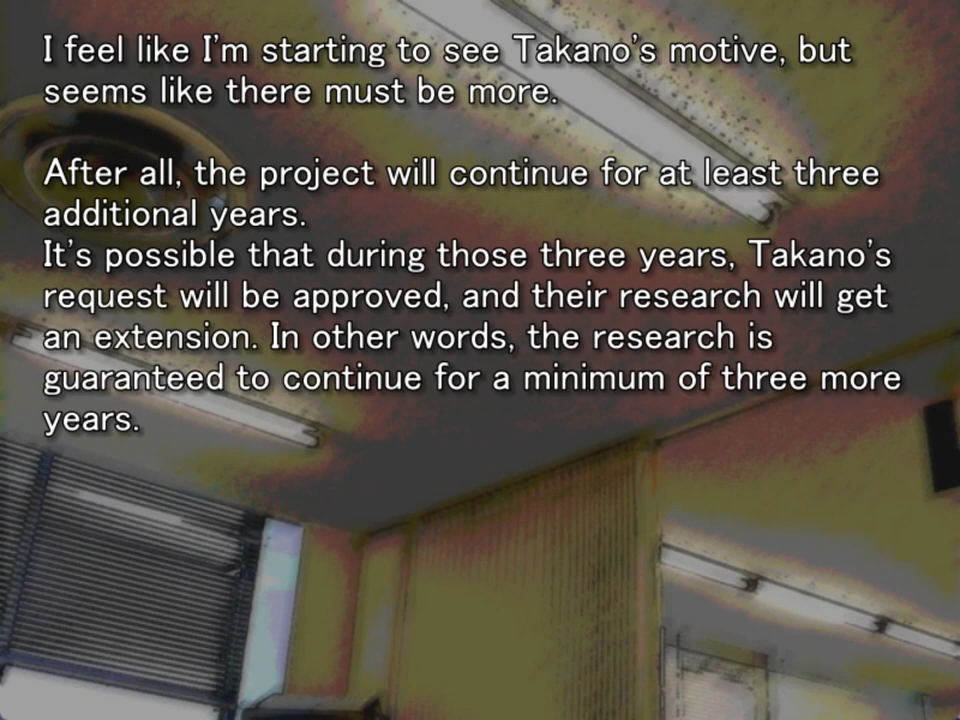 I feel like I'm starting to see Takano's motive, but
seems like there must be more.
After all, the project will continue for at least three
additional years.
It's possible that during those three years, Takano's
request will be approved, and their research will get
an extension. In other words, the research is
guaranteed to continue for a minimum of three more
years.